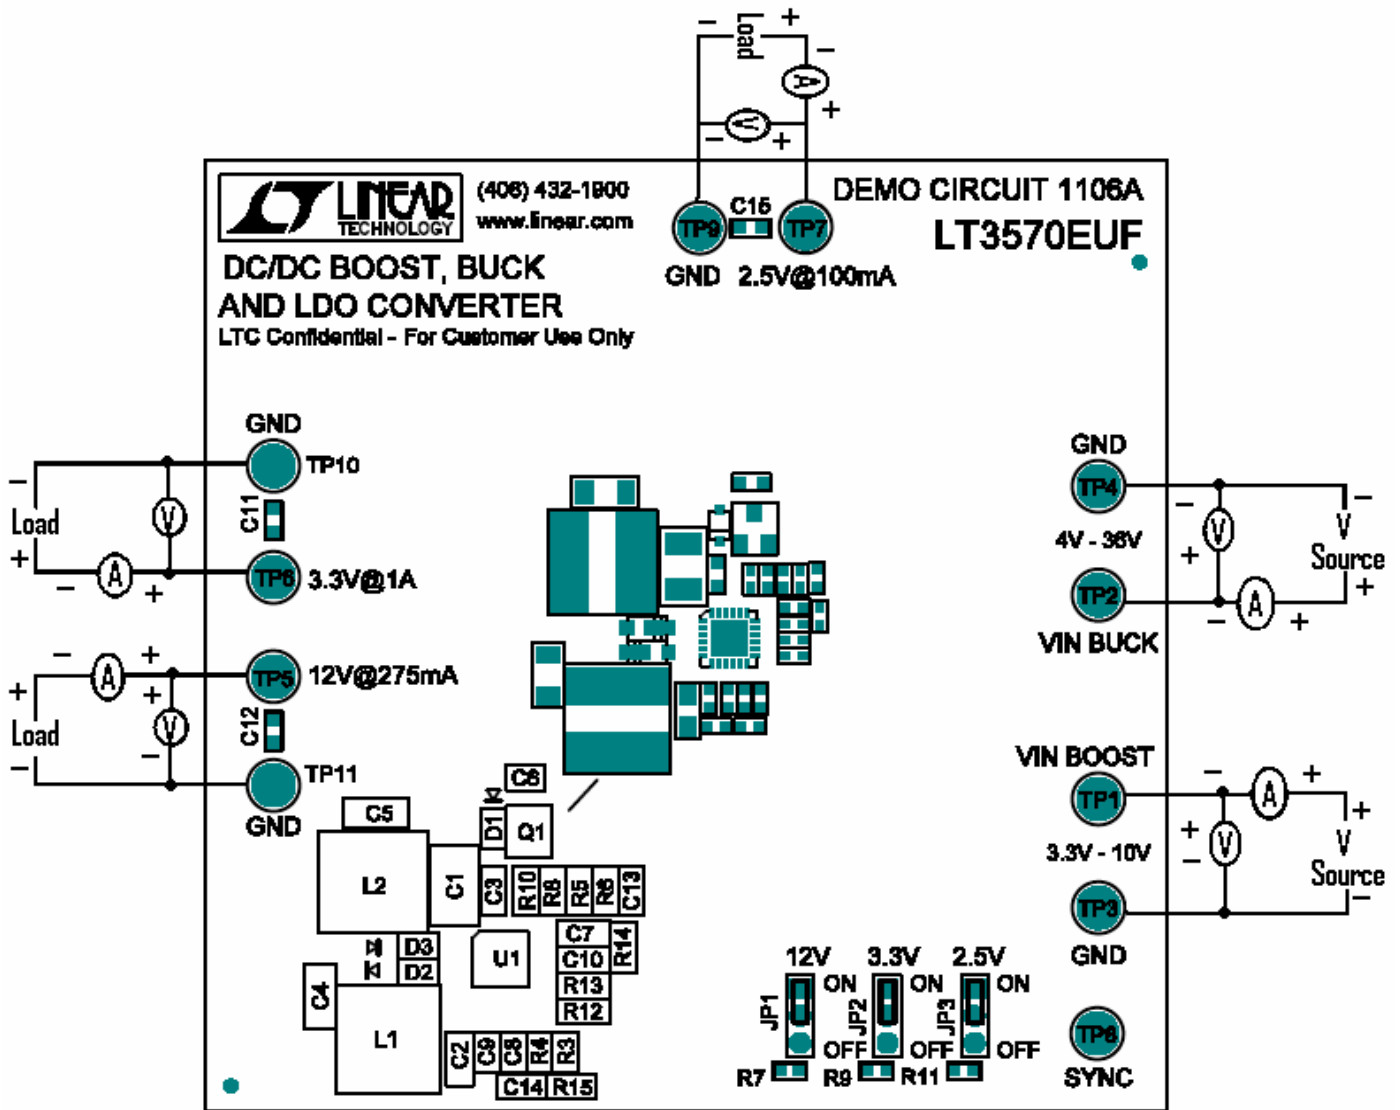 − Load +
−
A
+
− V +
LINEAR
TECHNOLOGY
(408) 432-1900
www.linear.com
DEMO CIRCUIT 1106A
LT3570EUF
TP9 C15 TP7
GND 2.5V@100mA
DC/DC BOOST, BUCK
AND LDO CONVERTER
LTC Confidential - For Customer Use Only
GND
TP10
−
Load
+
V
C11
− A +
TP6 3.3V@1A
GND
TP4
4V - 36V
TP2
VIN BUCK
−
V
+
− A +
−
V
Source
+
− A +
TP5 12V@275mA
+
Load
−
+
V
−
C12
TP11
GND
VIN BOOST
TP1
3.3V - 10V
TP3
GND
− A +
+
V
−
+
V
Source
−
C6
C5
D1
Q1
L2
C1
C3
R10
R8
R5
R6
C13
D3
D2
U1
C7
C10
R14
R13
R12
C4
L1
C2
C9
C8
R4
R3
C14 R15
12V 3.3V 2.5V
JP1 ON
JP2 ON
JP3 ON
OFF OFF OFF
R7 R9 R11
SYNC